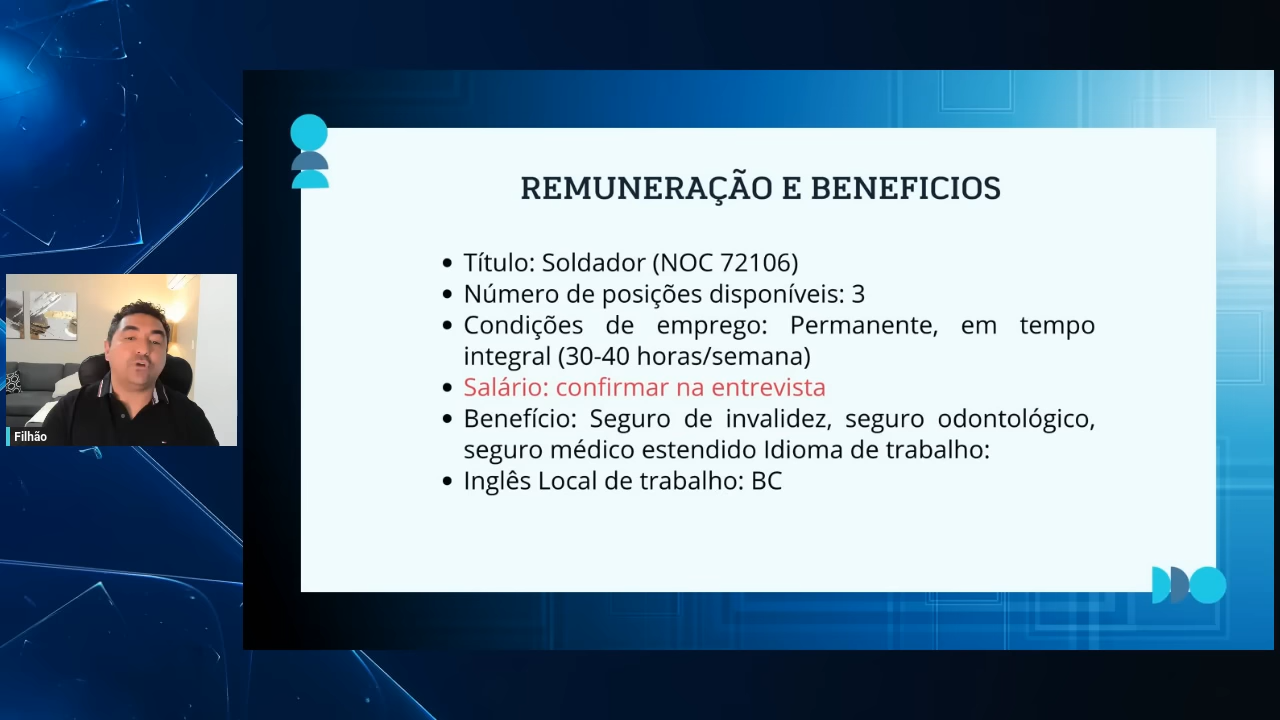 REMUNERAÇÃO E BENEFICIOS
Título: Soldador (NOC 72106)
Número de posições disponíveis: 3
Condições de emprego: Permanente, em tempo
integral (30-40 horas/semana)
Salário: confirmar na entrevista
Benefício: Seguro de invalidez, seguro odontológico,
seguro médico estendido Idioma de trabalho:
Inglês Local de trabalho: BC
Filhão